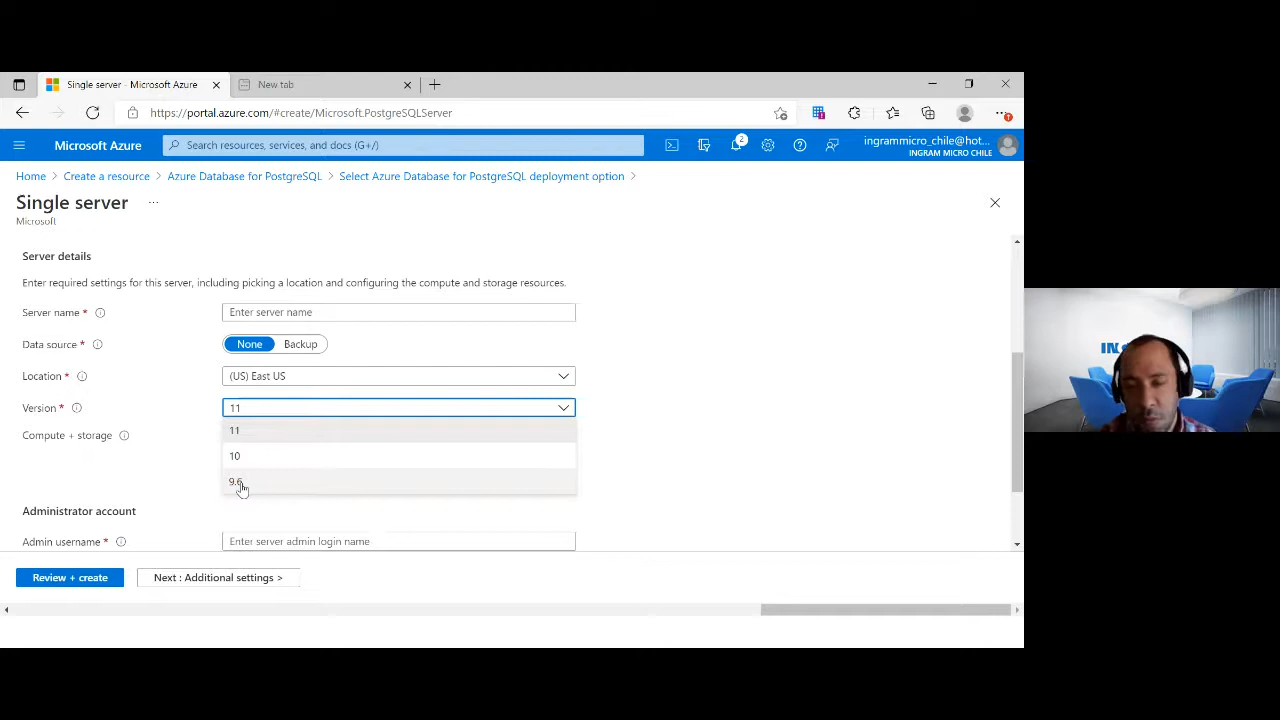 Single server - Microsoft Azure
New tab
https://portal.azure.com/#create/Microsoft.PostgreSQLServer
Microsoft Azure
Search resources, services, and docs (G+/)
2
ingrammicro_chile@hot...
INGRAM MICRO CHILE
Home > Create a resource > Azure Database for PostgreSQL > Select Azure Database for PostgreSQL deployment option >
Single server ...
Microsoft
Server details
Enter required settings for this server, including picking a location and configuring the compute and storage resources.
Server name *
Enter server name
Data source *
None
Backup
Location *
(US) East US
Version *
11
11
Compute + storage
10
9.6
Administrator account
Admin username *
Enter server admin login name
Review + create
Next : Additional settings >